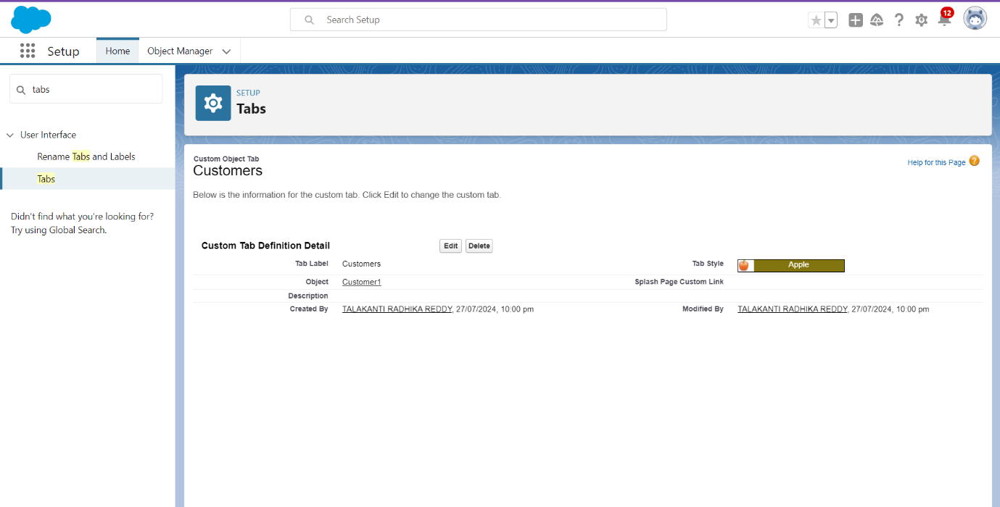 Search Setup
12
Setup
Home
Object Manager
tabs
User Interface
Rename Tabs and Labels
Tabs
Didn't find what you're looking for?
Try using Global Search.
SETUP
Tabs
Custom Object Tab
Customers
Help for this Page ?
Below is the information for the custom tab. Click Edit to change the custom tab.
Custom Tab Definition Detail
Edit
Delete
Tab Label Customers
Tab Style Apple
Object Customer1
Splash Page Custom Link
Description
Created By TALAKANTI RADHIKA REDDY, 27/07/2024, 10:00 pm
Modified By TALAKANTI RADHIKA REDDY, 27/07/2024, 10:00 pm